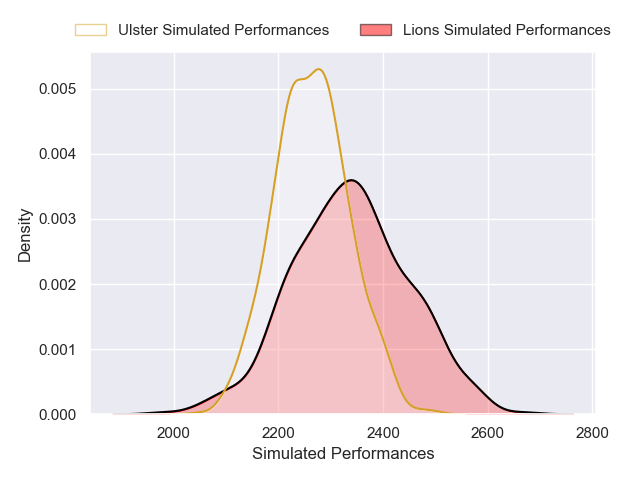 Ulster Simulated Performances Lions Simulated Performances
0.005
0.004
0.003
0.002
0.001
0.000
Density
2000 2200 2400 2600 2800
Simulated Performances